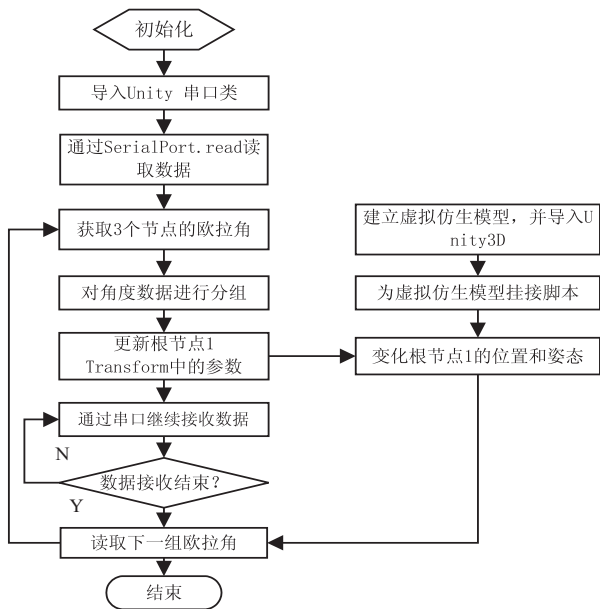 初始化
导入Unity 串口类
通过SerialPort.read读
取数据
获取3个节点的欧拉角
对角度数据进行分组
更新根节点1
Transform中的参数
通过串口继续接收数据
N
数据接收结束?
Y
读取下一组欧拉角
结束
建立虚拟仿生模型，并导入U
nity3D
为虚拟仿生模型挂接脚本
变化根节点1的位置和姿态